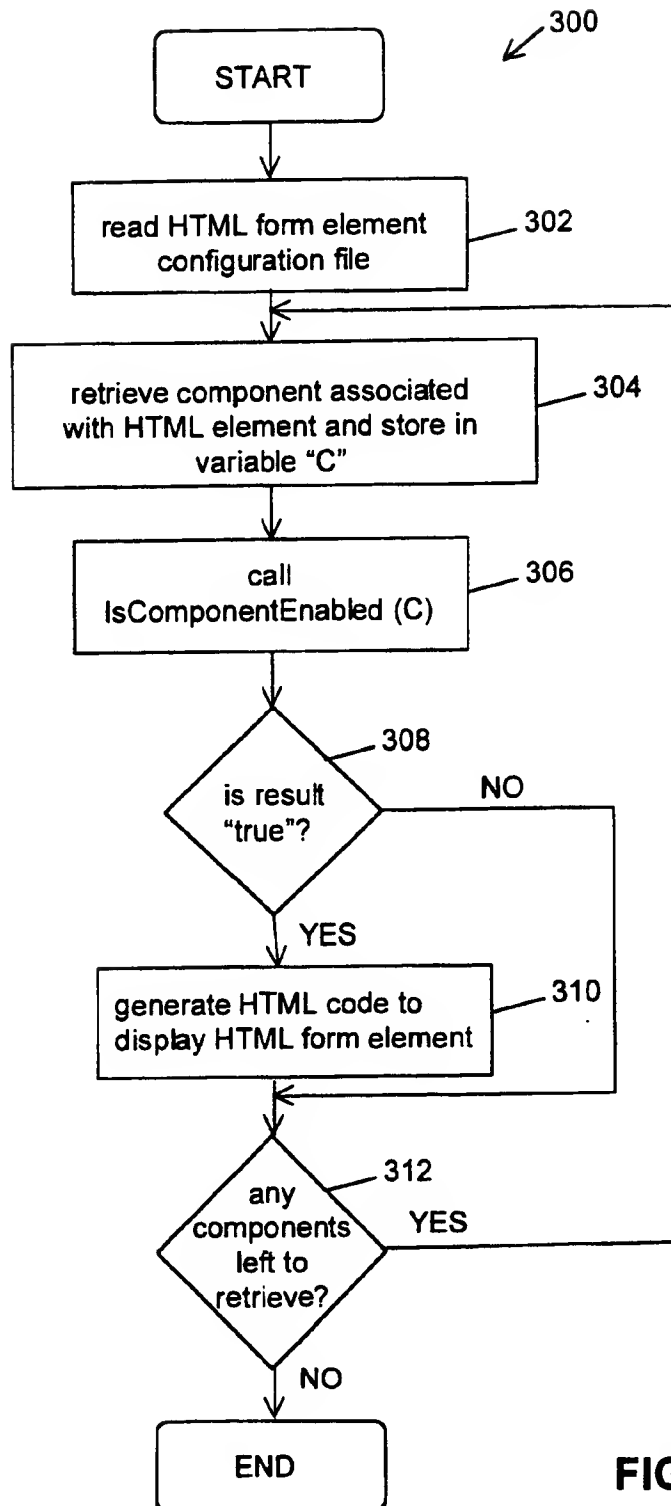 300
START
read HTML form element
configuration file
302
retrieve component associated
with HTML element and store in
variable "C"
304
call
IsComponentEnabled (C)
306
308
is result
"true"?
NO
YES
generate HTML code to
display HTML form element
310
312
any
components
left to
retrieve?
YES
NO
END
FIG